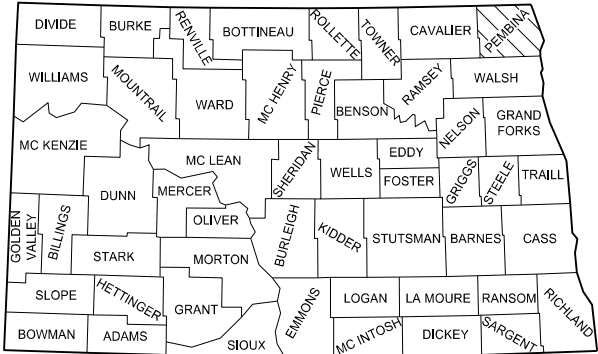 DIVIDE
BURKE
RENVILLE
BOTTINEAU
ROLLETTE
TOWNER
CAVALIER
PEMBINA
WILLIAMS
MOUNTRAIL
WARD
MC HENRY
PIERCE
BENSON
RAMSEY
WALSH
NELSON
GRAND
FORKS
MC KENZIE
MC LEAN
SHERIDAN
WELLS
EDDY
FOSTER
GRIGGS
STEELE
TRAILL
DUNN
MERCER
OLIVER
GOLDEN
VALLEY
BILLINGS
STARK
MORTON
BURLEIGH
KIDDER
STUTSMAN
BARNES
CASS
SLOPE
HETTINGER
GRANT
EMMONS
LOGAN
LA MOURE
RANSOM
RICHLAND
BOWMAN
ADAMS
SIOUX
MC INTOSH
DICKEY
SARGENT